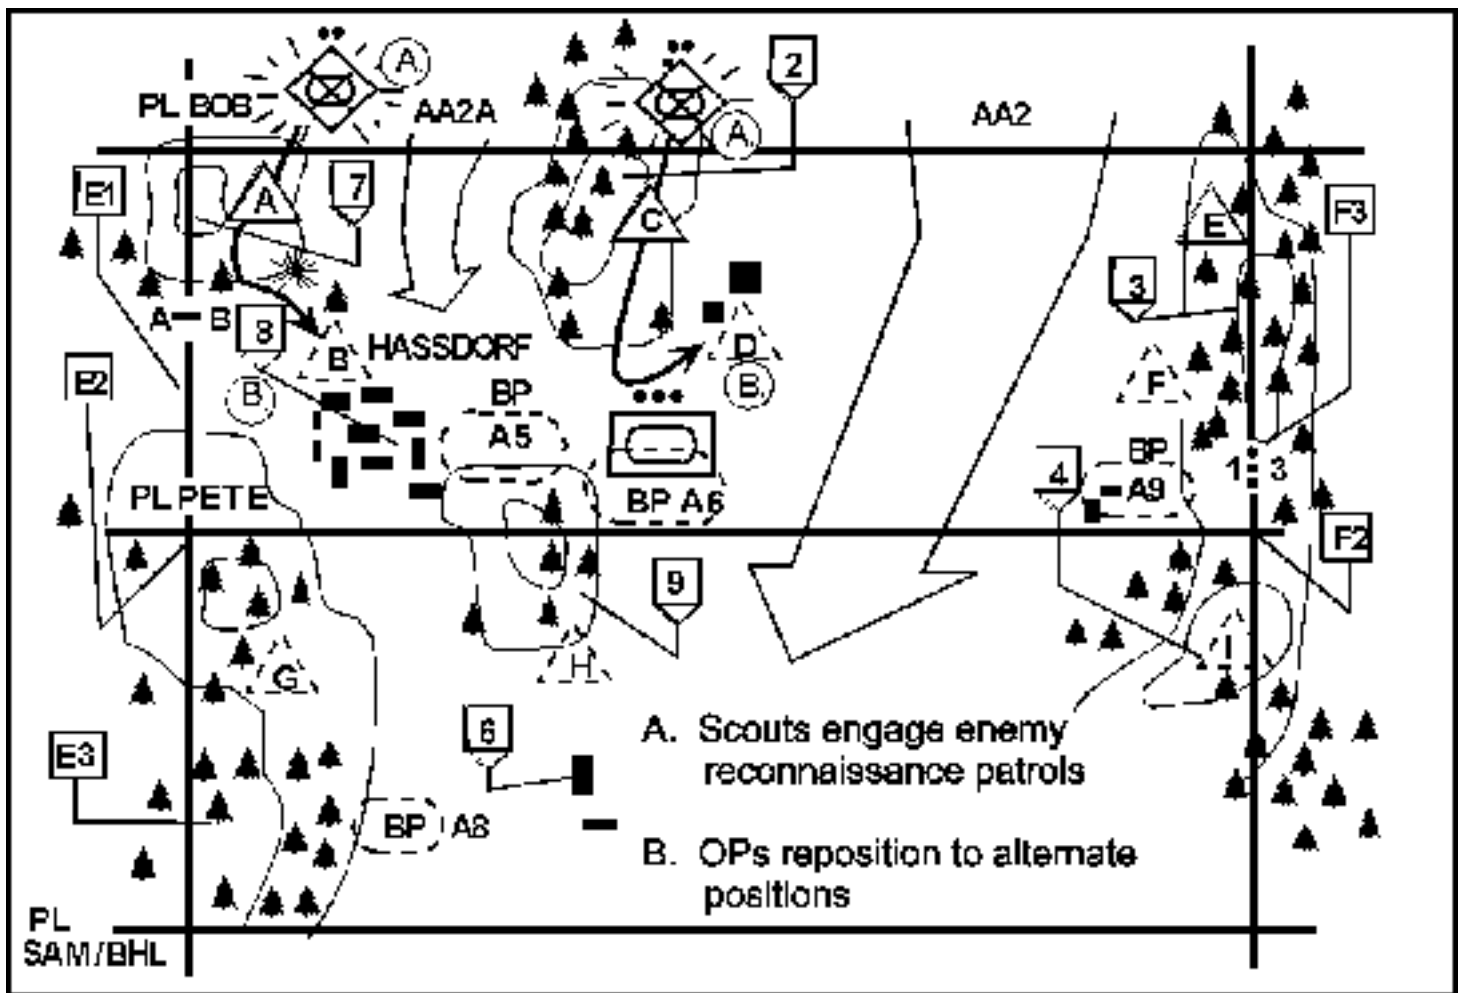 A
A
2
PL BOB
AA2A
AA2
E1
7
A
C
E
F3
3
A B
8
B
HASSDORF
D
E2
B
B
F
BP
A5
BP
4
1 3
A9
PL PETE
BP A6
F2
9
I
G
H
6
A. Scouts engage enemy
reconnaissance patrols
E3
BP A8
B. OPs reposition to alternate
positions
PL
SAM/BHL